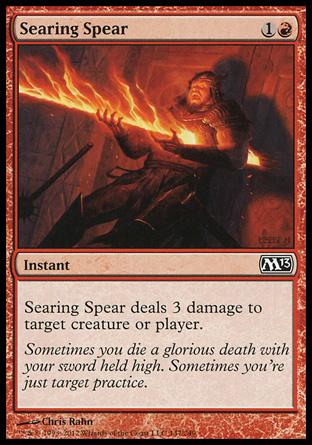 Searing Spear 1
Instant M13
Searing Spear deals 3 damage to
target creature or player.
Sometimes you die a glorious death with
your sword held high. Sometimes you're
just target practice.
Chris Rahn